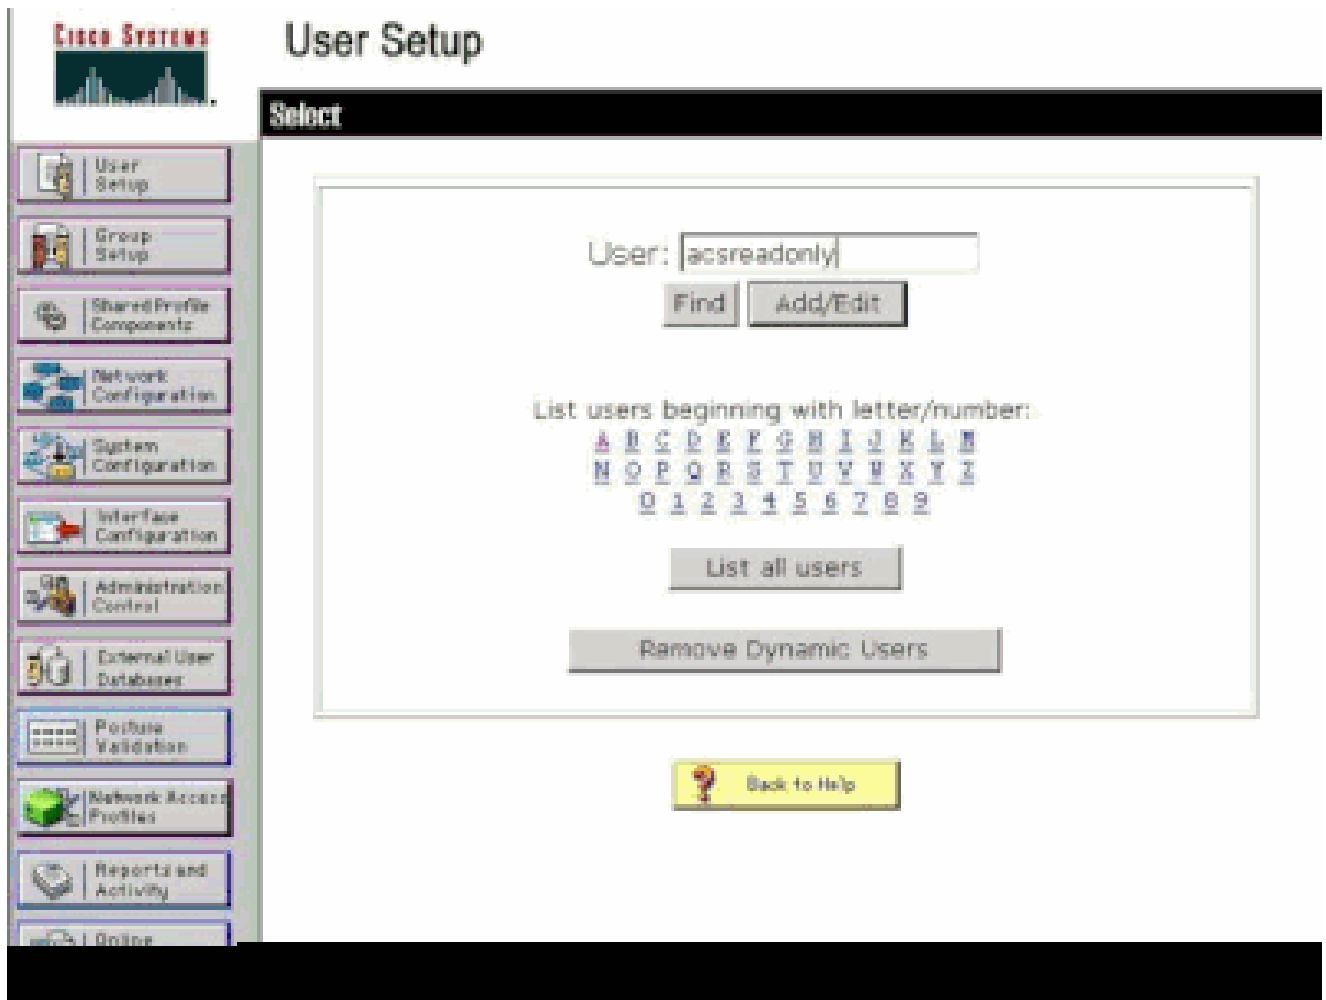 CISCO SYSTEMS
User Setup
Select
User
Setup
Group
Setup
Shared Profile
Components
Network
Configuration
System
Configuration
Interface
Configuration
Administration
Control
External User
Databases
Posture
Validation
Network Access
Profiles
Reports and
Activity
Online
User: acsreadonly
Find Add/Edit
List users beginning with letter/number:
A B C D E F G H I J K L M
N O P Q R S T U V W X Y Z
0 1 2 3 4 5 6 7 8 9
List all users
Remove Dynamic Users
Back to Help